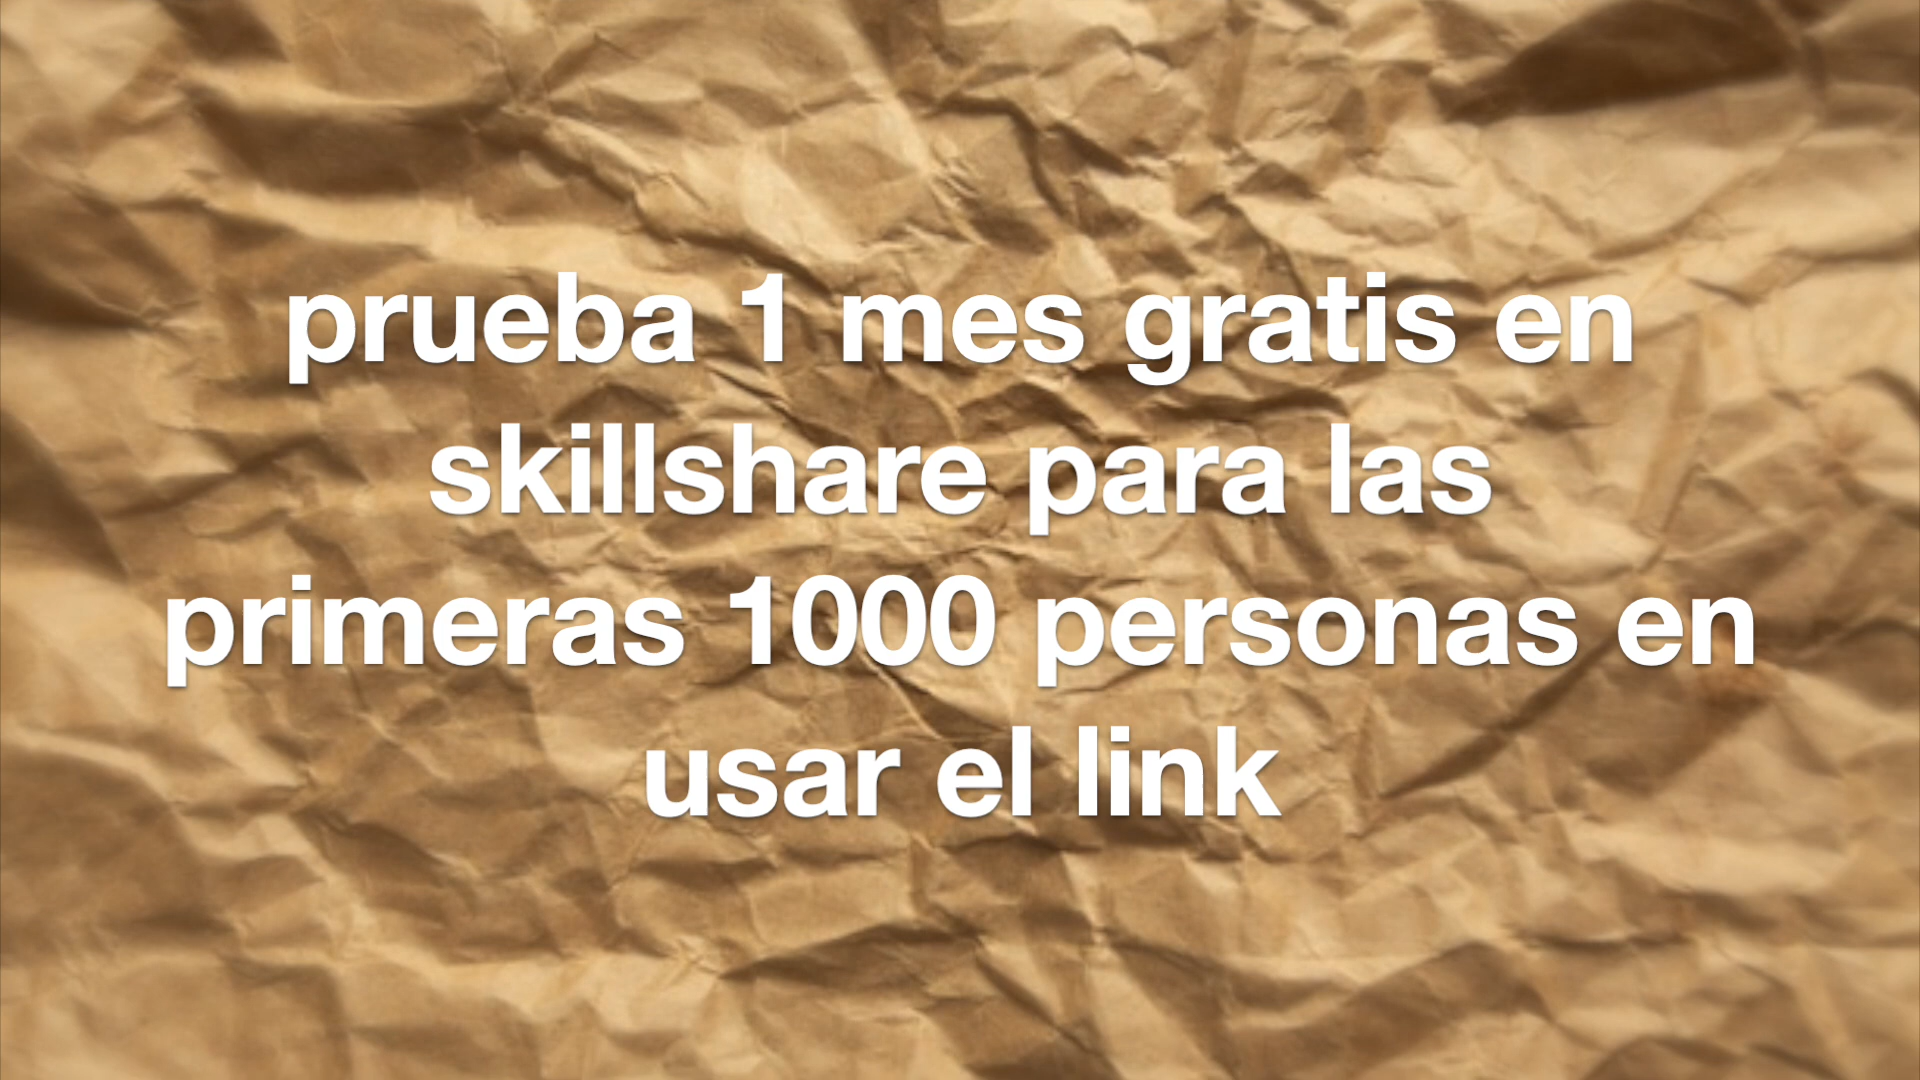 prueba 1 mes gratis en
skillshare para las
primeras 1000 personas en
usar el link